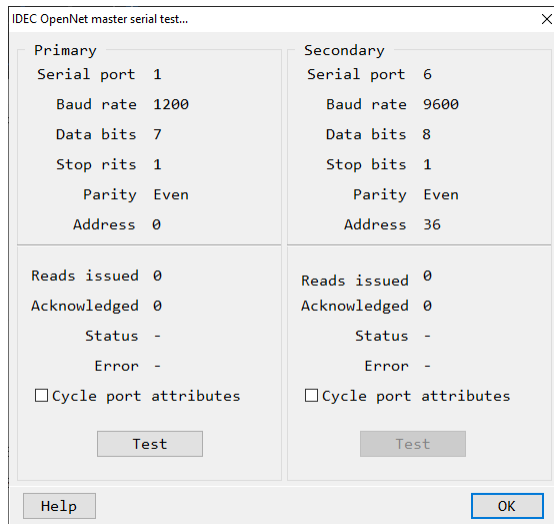 IDEC OpenNet master serial test...
Primary
Serial port 1
Baud rate 1200
Data bits 7
Stop rits 1
Parity Even
Address 0
Reads issued 0
Acknowledged 0
Status -
Error -
Cycle port attributes
Test
Secondary
Serial port 6
Baud rate 9600
Data bits 8
Stop bits 1
Parity Even
Address 36
Reads issued 0
Acknowledged 0
Status -
Error -
Cycle port attributes
Test
Help
OK